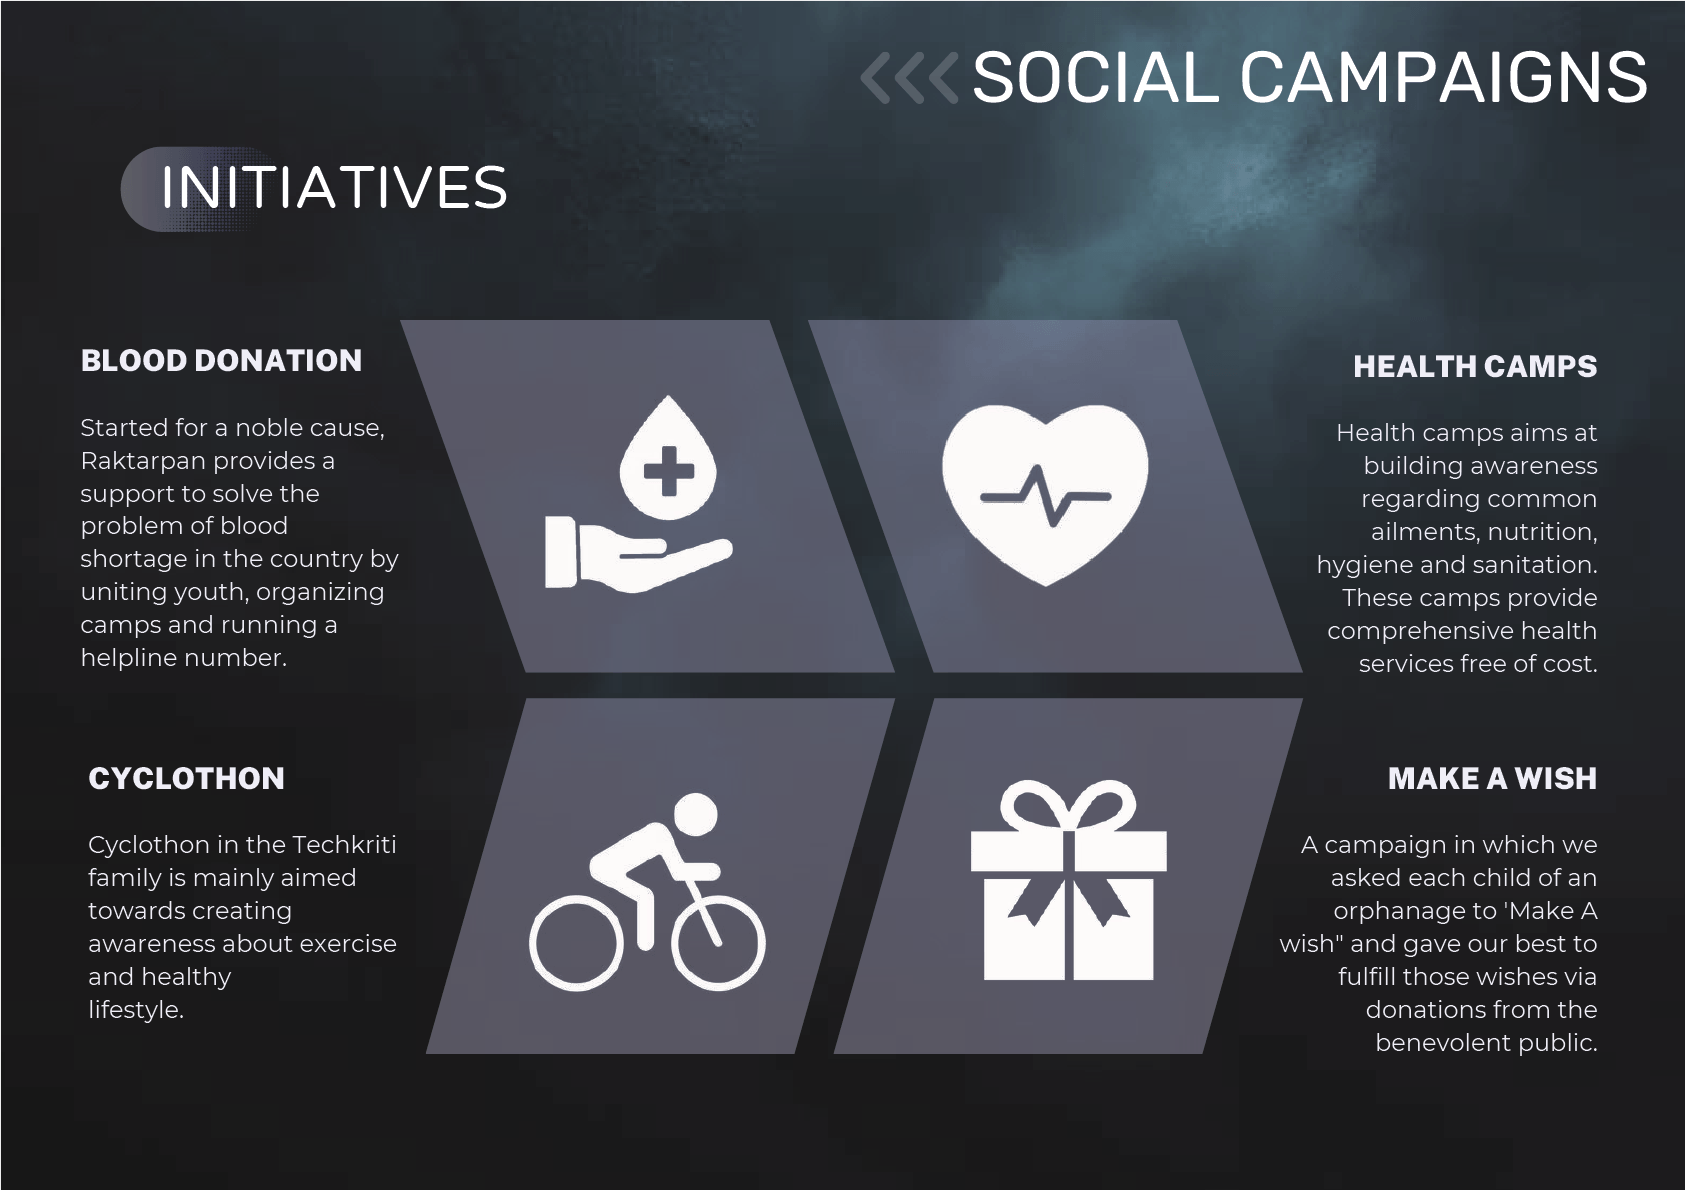 SOCIAL CAMPAIGNS
INITIATIVES
BLOOD DONATION
Started for a noble cause,
Raktarpan provides a
support to solve the
problem of blood
shortage in the country by
uniting youth, organizing
camps and running a
helpline number.
HEALTH CAMPS
Health camps aims at
building awareness
regarding common
ailments, nutrition,
hygiene and sanitation.
These camps provide
comprehensive health
services free of cost.
CYCLOTHON
Cyclothon in the Techkriti
family is mainly aimed
towards creating
awareness about exercise
and healthy
lifestyle.
MAKE A WISH
A campaign in which we
asked each child of an
orphanage to 'Make A
wish" and gave our best to
fulfill those wishes via
donations from the
benevolent public.